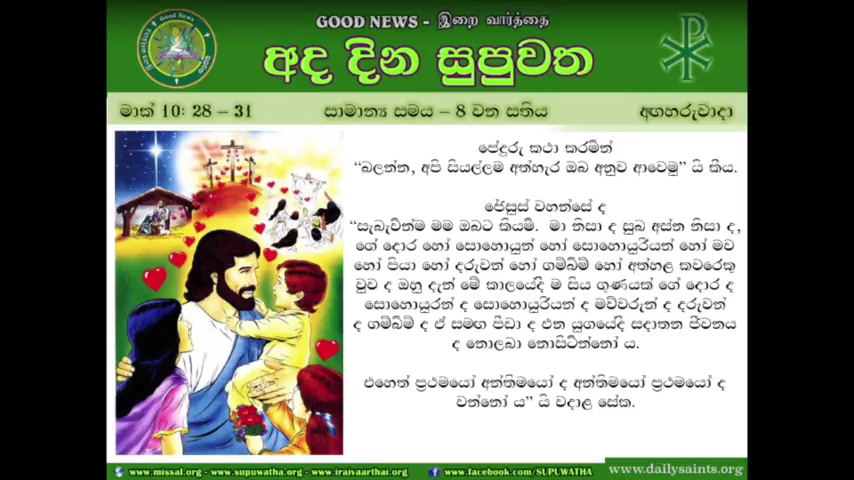 GOOD NEWS - இறை வார்த்தை
අද දින සුපුවත
මාක් 10: 28 – 31 සාමාන්‍ය සමය – 8 වන සතිය අඟහරුවාදා
පේදුරු කථා කරමින්
“බලන්න, අපි සියල්ලම අත්හැර ඔබ අනුව ආවෙමු” යි කීය.
ජේසුස් වහන්සේ ද
“සැබැවින්ම මම ඔබට කියමි. මා නිසා ද සුබ අස්න නිසා ද,
ගේ දොර හෝ සොහොයුන් හෝ සොහොයුරියන් හෝ මව
හෝ පියා හෝ දරුවන් හෝ ගම්බිම් හෝ අත්හළ කවරෙකු
වුව ද ඔහු දැන් මේ කාලයේදි ම සිය ගුණයක් ගේ දොර ද
සොහොයුරන් ද සොහොයුරියන් ද මව්වරුන් ද දරුවන්
ද ගම්බිම් ද ඒ සමඟ පීඩා ද එන යුගයේදි සදාතන ජීවනය
ද නොලබා නොසිටින්නෝ ය.
එහෙත් ප්‍රථමයෝ අන්තිමයෝ ද අන්තිමයෝ ප්‍රථමයෝ ද
වන්නෝ ය” යි වදාළ සේක.
www.missal.org - www.supuwatha.org - www.iraivaarthai.org www.facebook.com/SUPUWATHA www.dailysaints.org